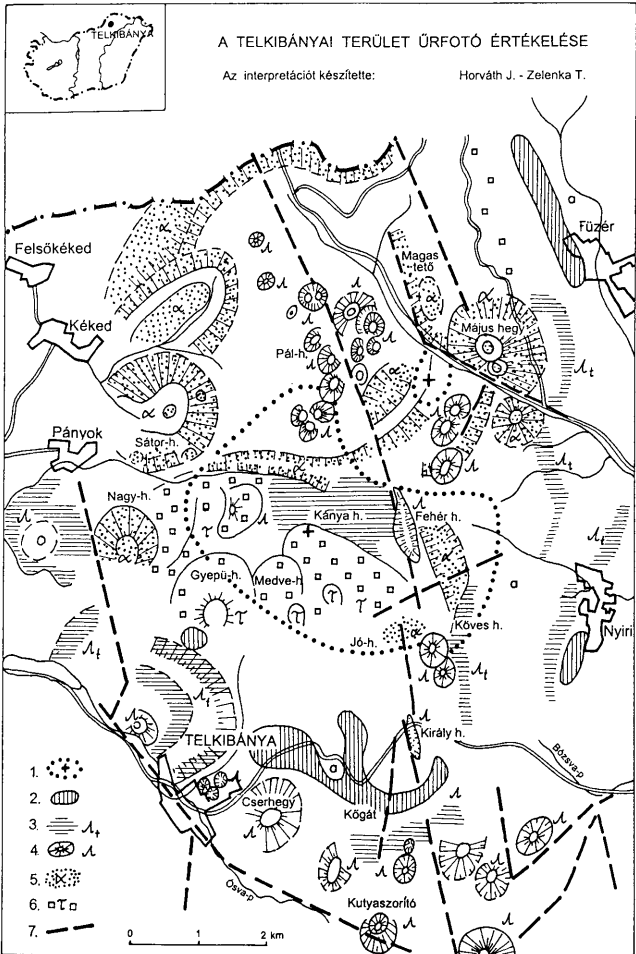 TELKIBÁNYA
A TELKIBÁNYAI TERÜLET ŰRFOTÓ ÉRTÉKELÉSE
Az interpretációt készítette: Horváth J. - Zelenka T.
Felsőkéked
Füzér
Magas tető
Kéked
Május hegy
Pál-h.
Sátor-h.
Pányok
Nagy-h.
Kánya h.
Fehér h.
Gyepü-h.
Medve-h.
Jó-h.
Köves h.
Nyiri
TELKIBÁNYA
Király h.
Bózsva-p
Cserhegy
Kőgát
Ósva-p
Kutyaszorító
1.
2.
3. Λt
4. Λ
5. α
6. τ
7.
0 1 2 km